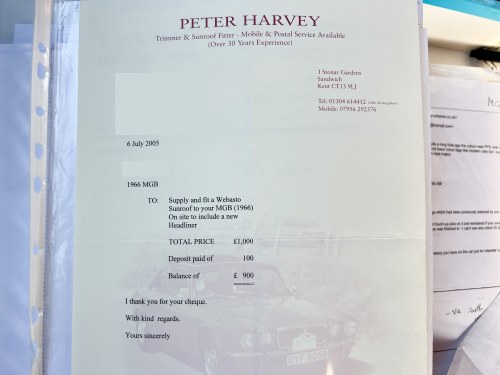 PETER HARVEY
Trimmer & Sunroof Fitter - Mobile & Postal Service Available
(Over 30 Years Experience)
1 Stonar Gardens
Sandwich
Kent CT13 9LJ
Tel: 01304 614412
Mobile: 07916 292376
6 July 2005
1966 MGB
TO: Supply and fit a Webasto
Sunroof to your MGB (1966)
On site to include a new
Headliner
TOTAL PRICE £1,000
Deposit paid of 100
Balance of £ 900
I thank you for your cheque.
With kind regards.
Yours sincerely